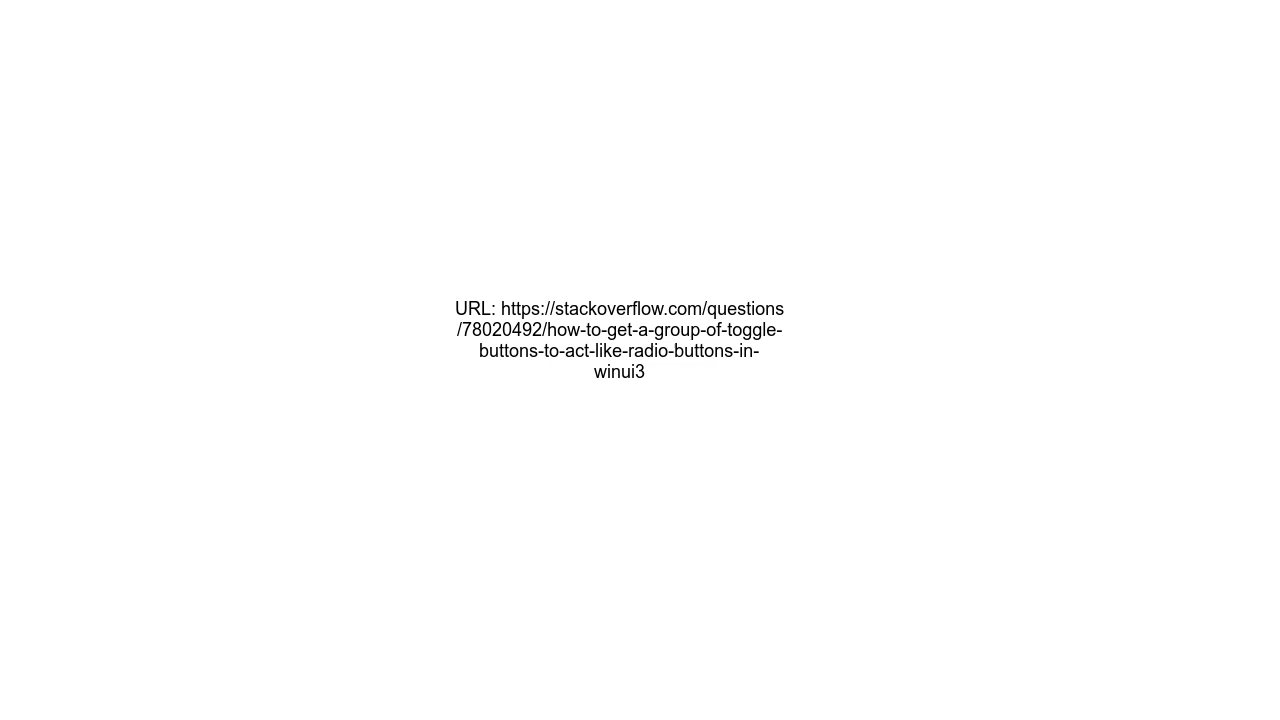 URL: https://stackoverflow.com/questions
/78020492/how-to-get-a-group-of-toggle-
buttons-to-act-like-radio-buttons-in-
winui3